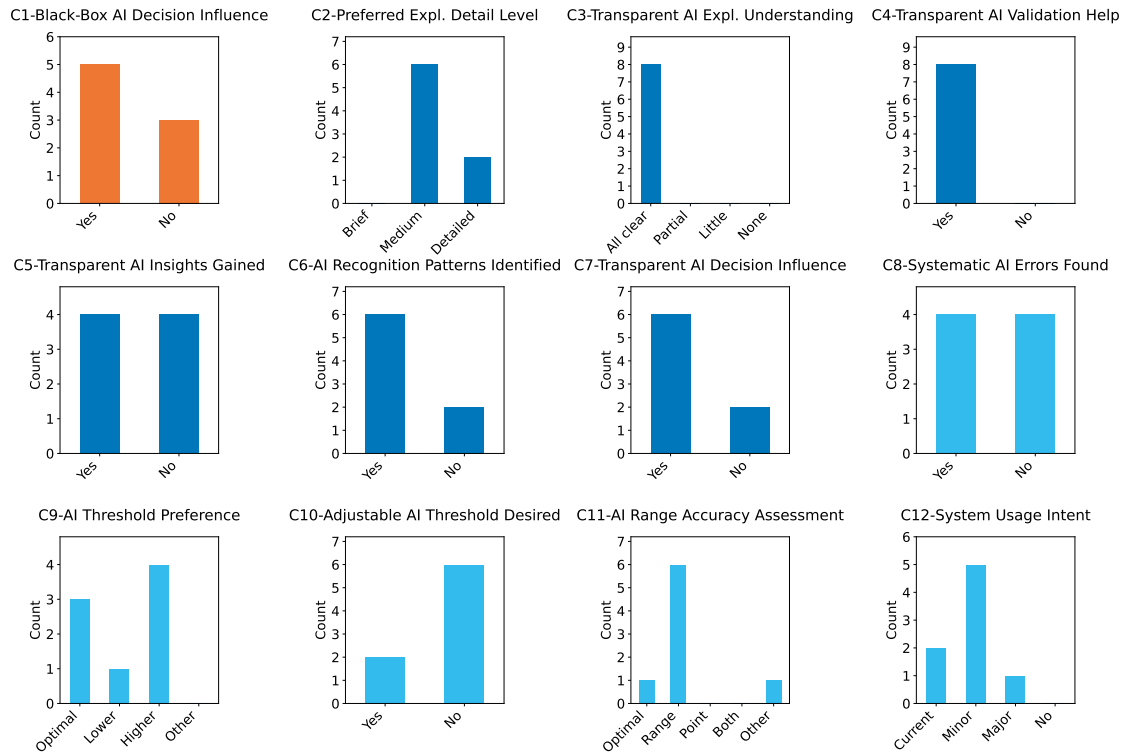 C1-Black-Box AI Decision Influence
6
5
4
3
2
1
0
Count
Yes
No
C2-Preferred Expl. Detail Level
7
6
5
4
3
2
1
0
Count
Brief
Medium
Detailed
C3-Transparent AI Expl. Understanding
9
8
7
6
5
4
3
2
1
0
Count
All clear
Partial
Little
None
C4-Transparent AI Validation Help
9
8
7
6
5
4
3
2
1
0
Count
Yes
No
C5-Transparent AI Insights Gained
4
3
2
1
0
Count
Yes
No
C6-AI Recognition Patterns Identified
7
6
5
4
3
2
1
0
Count
Yes
No
C7-Transparent AI Decision Influence
7
6
5
4
3
2
1
0
Count
Yes
No
C8-Systematic AI Errors Found
4
3
2
1
0
Count
Yes
No
C9-AI Threshold Preference
4
3
2
1
0
Count
Optimal
Lower
Higher
Other
C10-Adjustable AI Threshold Desired
7
6
5
4
3
2
1
0
Count
Yes
No
C11-AI Range Accuracy Assessment
7
6
5
4
3
2
1
0
Count
Optimal
Range
Point
Both
Other
C12-System Usage Intent
6
5
4
3
2
1
0
Count
Current
Minor
Major
No